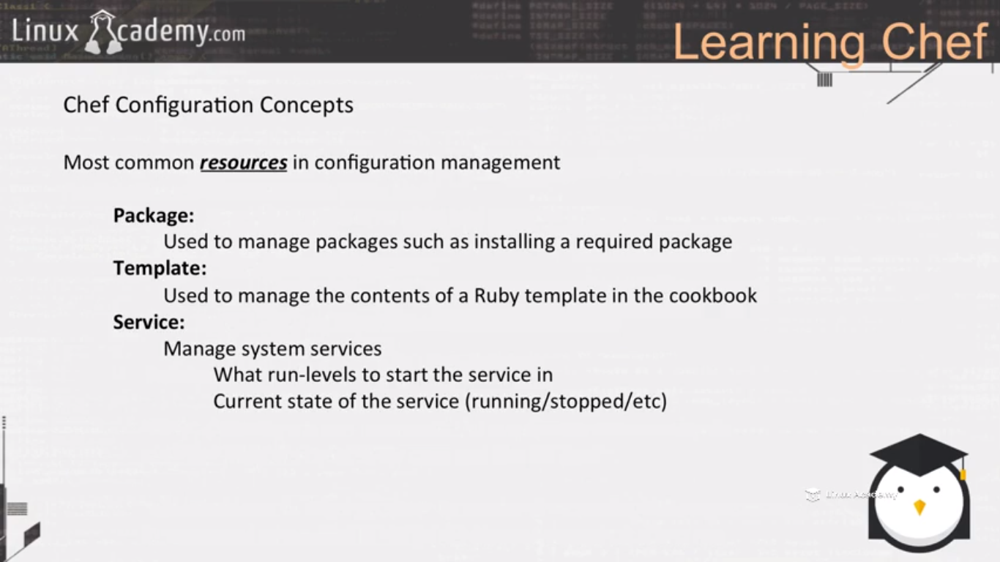 Linux Academy.com
Learning Chef
Chef Configuration Concepts
Most common resources in configuration management
Package:
Used to manage packages such as installing a required package
Template:
Used to manage the contents of a Ruby template in the cookbook
Service:
Manage system services
What run-levels to start the service in
Current state of the service (running/stopped/etc)
Linux Academy